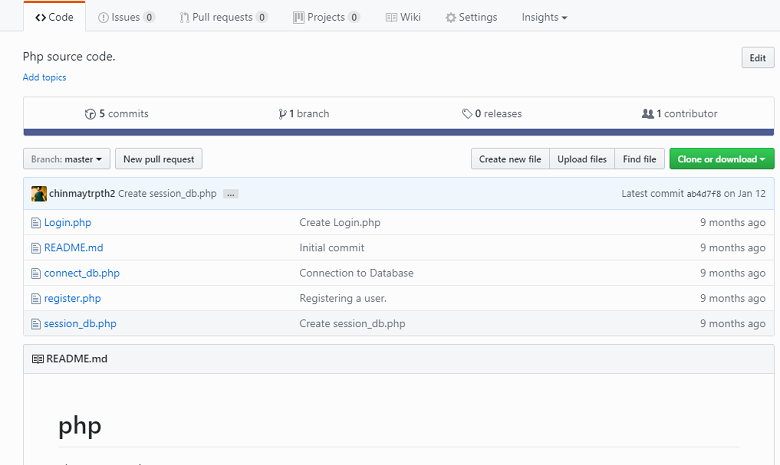 Code Issues 0 Pull requests 0 Projects 0 Wiki Settings Insights
Php source code. Edit
Add topics
5 commits 1 branch 0 releases 1 contributor
Branch: master New pull request Create new file Upload files Find file Clone or download
chinmaytrpth2 Create session_db.php ... Latest commit ab4d7f8 on Jan 12
Login.php Create Login.php 9 months ago
README.md Initial commit 9 months ago
connect_db.php Connection to Database 9 months ago
register.php Registering a user. 9 months ago
session_db.php Create session_db.php 9 months ago
README.md
php